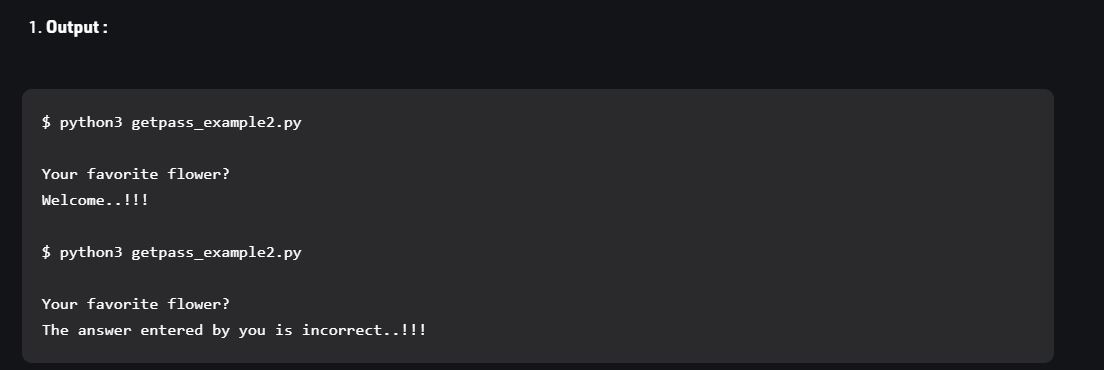 1. Output :
$ python3 getpass_example2.py
Your favorite flower?
Welcome..!!!
$ python3 getpass_example2.py
Your favorite flower?
The answer entered by you is incorrect..!!!